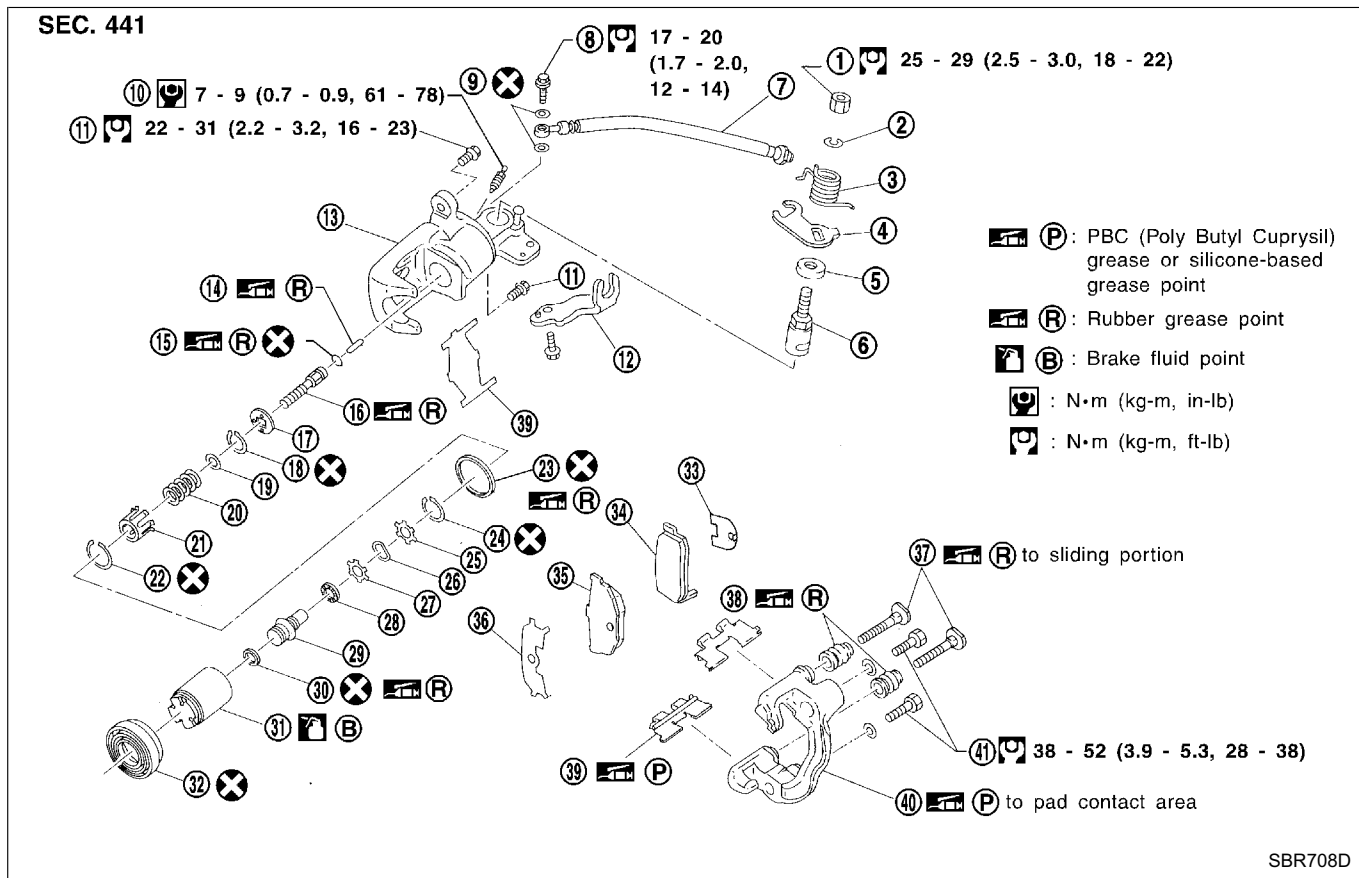 SEC. 441
8 17 - 20
(1.7 - 2.0,
12 - 14)
1 25 - 29 (2.5 - 3.0, 18 - 22)
10 7 - 9 (0.7 - 0.9, 61 - 78)
9
7
11 22 - 31 (2.2 - 3.2, 16 - 23)
2
3
13
4
P : PBC (Poly Butyl Cuprysil)
grease or silicone-based
grease point
11
5
14 R
R : Rubber grease point
15 R
6
12
B : Brake fluid point
16 R
39
: N•m (kg-m, in-lb)
17
: N•m (kg-m, ft-lb)
18
19
23
R
33
20
34
24
21
25
37 R to sliding portion
22
26
35
27
38 R
28
36
29
30 R
31 B
41 38 - 52 (3.9 - 5.3, 28 - 38)
32
39 P
40 P to pad contact area
SBR708D